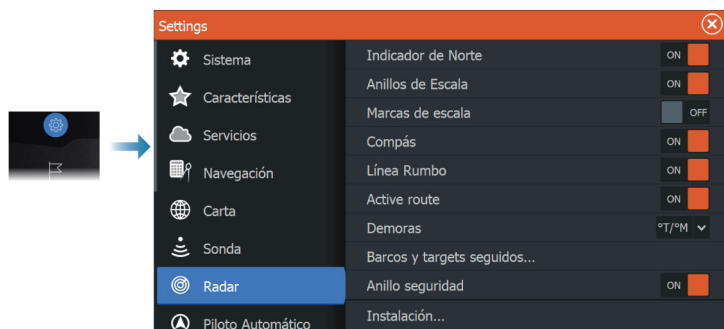 Settings
Sistema
Características
Servicios
Navegación
Carta
Sonda
Radar
Piloto Automático
Indicador de Norte ON
Anillos de Escala ON
Marcas de escala OFF
Compás ON
Línea Rumbo ON
Active route ON
Demoras °T/°M
Barcos y targets seguidos...
Anillo seguridad ON
Instalación...